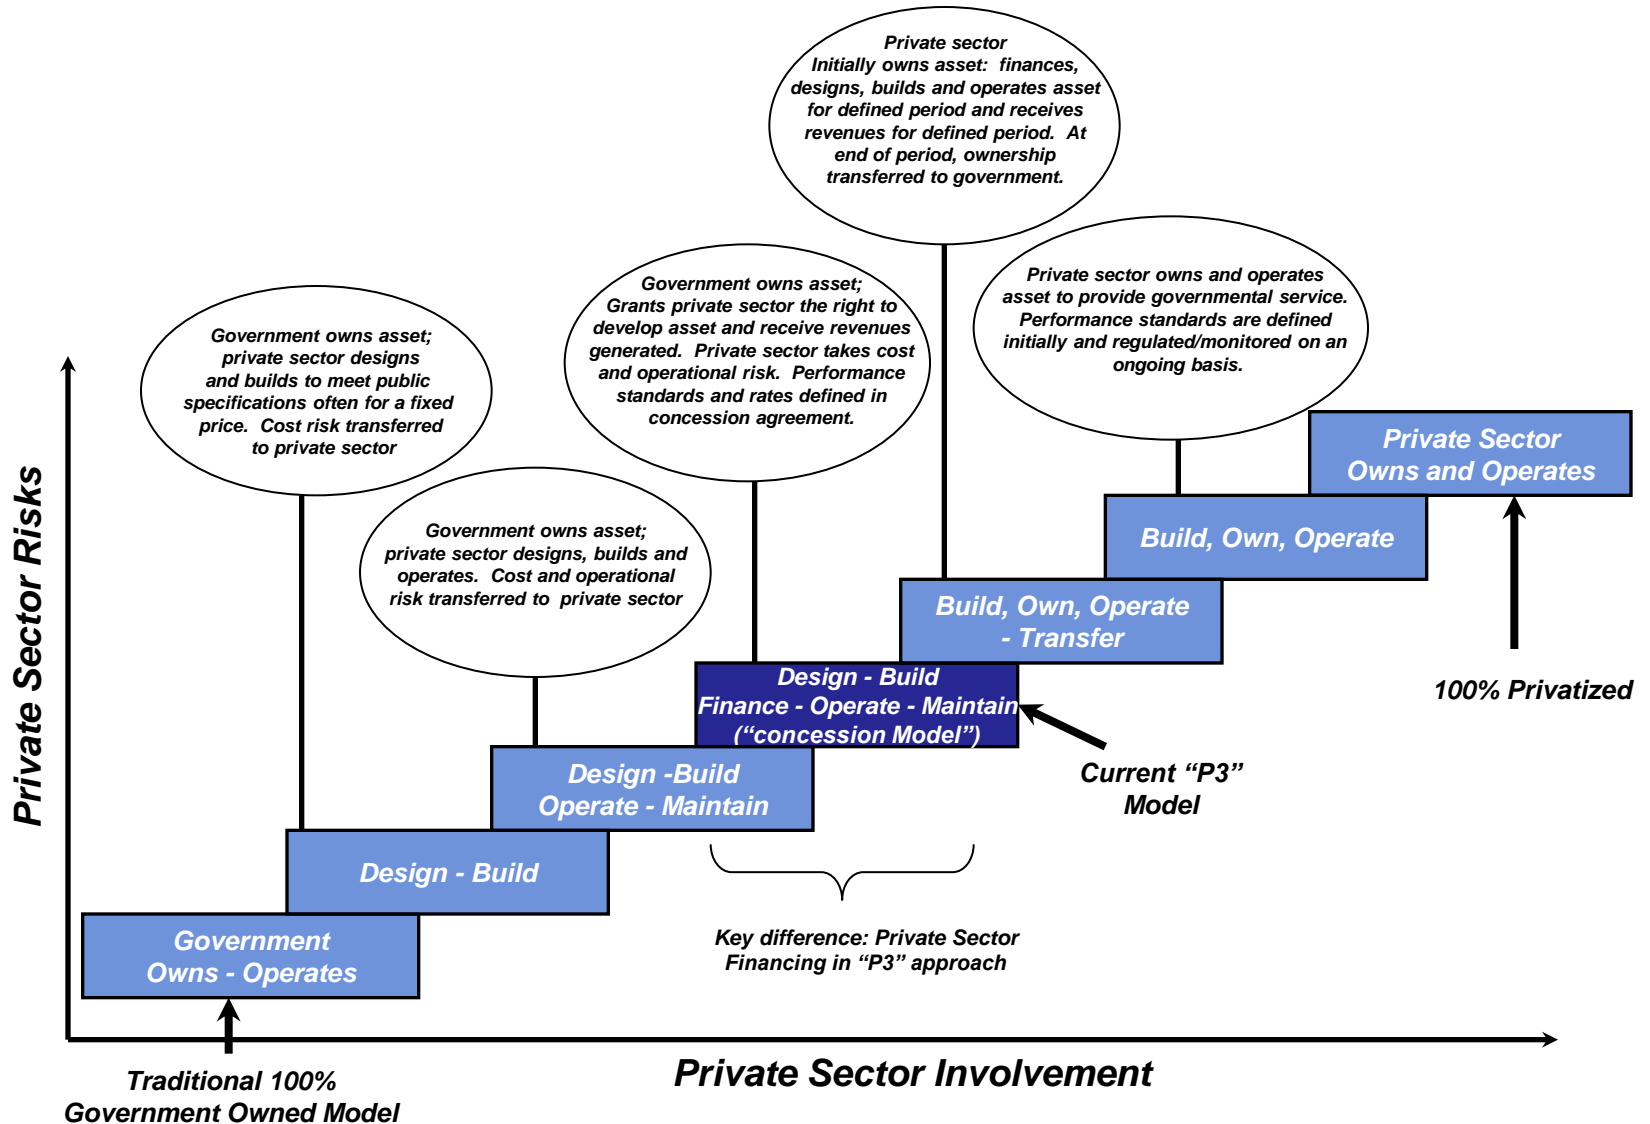 Private sector
Initially owns asset:  finances,
designs, builds and operates asset
for defined period and receives
revenues for defined period.  At
end of period, ownership
transferred to government.
Private sector owns and operates
asset to provide governmental service.
Performance standards are defined
initially and regulated/monitored on an
ongoing basis.
Government owns asset;
Grants private sector the right to
develop asset and receive revenues
generated.  Private sector takes cost
and operational risk.  Performance
standards and rates defined in
concession agreement.
Government owns asset;
private sector designs
and builds to meet public
specifications often for a fixed
price.  Cost risk transferred
to private sector
Government owns asset;
private sector designs, builds and
operates.  Cost and operational
risk transferred to  private sector
Private Sector Risks
Private Sector
Owns and Operates
Build, Own, Operate
Build, Own, Operate
- Transfer
100% Privatized
Design - Build
Finance - Operate - Maintain
(“concession Model”)
Current “P3”
Model
Design -Build
Operate - Maintain
Design - Build
Key difference: Private Sector
Financing in “P3” approach
Government
Owns - Operates
Private Sector Involvement
Traditional 100%
Government Owned Model